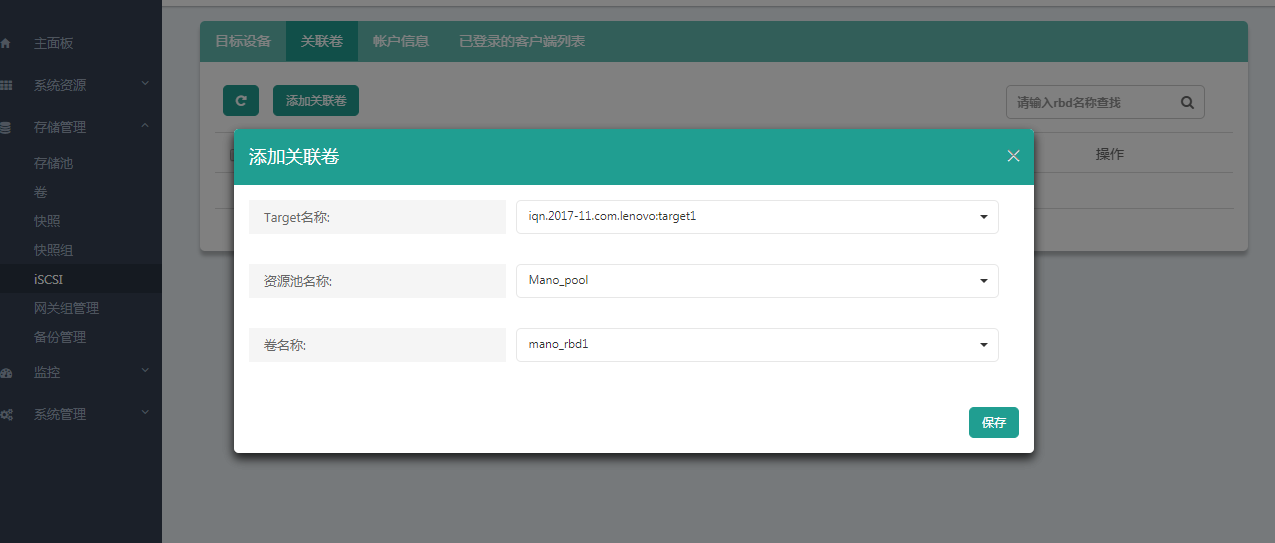 主面板
系统资源
存储管理
存储池
卷
快照
快照组
iSCSI
网关组管理
备份管理
监控
系统管理
目标设备 关联卷 帐户信息 已登录的客户端列表
添加关联卷 请输入rbd名称查找
操作
添加关联卷
Target名称: iqn.2017-11.com.lenovo:target1
资源池名称: Mano_pool
卷名称: mano_rbd1
保存